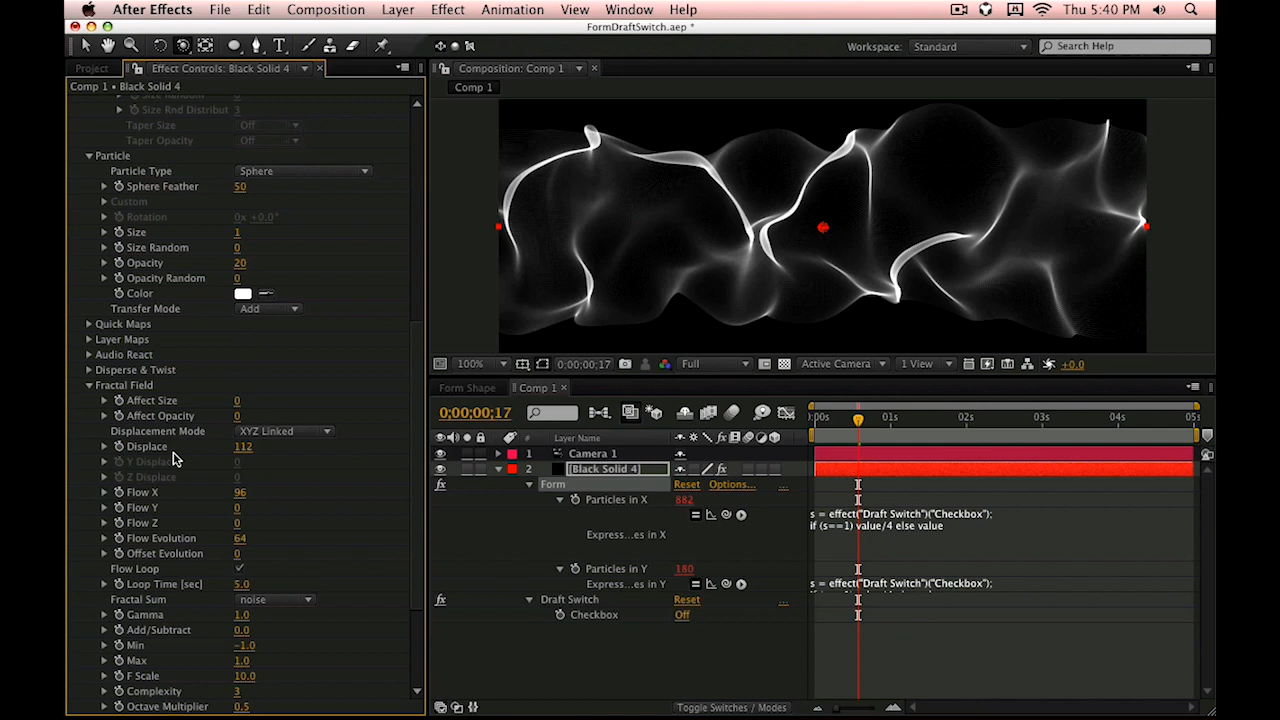 After Effects File Edit Composition Layer Effect Animation View Window Help Thu 5:40 PM
FormDraftSwitch.aep *
Workspace: Standard Search Help
Project Effect Controls: Black Solid 4
Comp 1 • Black Solid 4
Size Rnd Distribut 3
Taper Size Off
Taper Opacity Off
Particle
Particle Type Sphere
Sphere Feather 50
Custom
Rotation 0x +0.0°
Size 1
Size Random 0
Opacity 20
Opacity Random 0
Color
Transfer Mode Add
Quick Maps
Layer Maps
Audio React
Disperse & Twist
Fractal Field
Affect Size 0
Affect Opacity 0
Displacement Mode XYZ Linked
Displace 112
Y Displac 0
Z Displace 0
Flow X 96
Flow Y 0
Flow Z 0
Flow Evolution 64
Offset Evolution 0
Flow Loop
Loop Time [sec] 5.0
Fractal Sum noise
Gamma 1.0
Add/Subtract 0.0
Min -1.0
Max 1.0
F Scale 10.0
Complexity 3
Octave Multiplier 0.5
Composition: Comp 1
Comp 1
100% 0:00:00:17 Full Active Camera 1 View +0.0
Form Shape Comp 1
0;00;00;17
:00s 01s 02s 03s 04s 05s
# Layer Name
1 Camera 1
2 [Black Solid 4]
Form Reset Options... ...
Particles in X 882
s = effect("Draft Switch")("Checkbox");
if (s==1) value/4 else value
Express...es in X
Particles in Y 180
Express...es in Y s = effect("Draft Switch")("Checkbox");
Draft Switch Reset ...
Checkbox Off
Toggle Switches / Modes